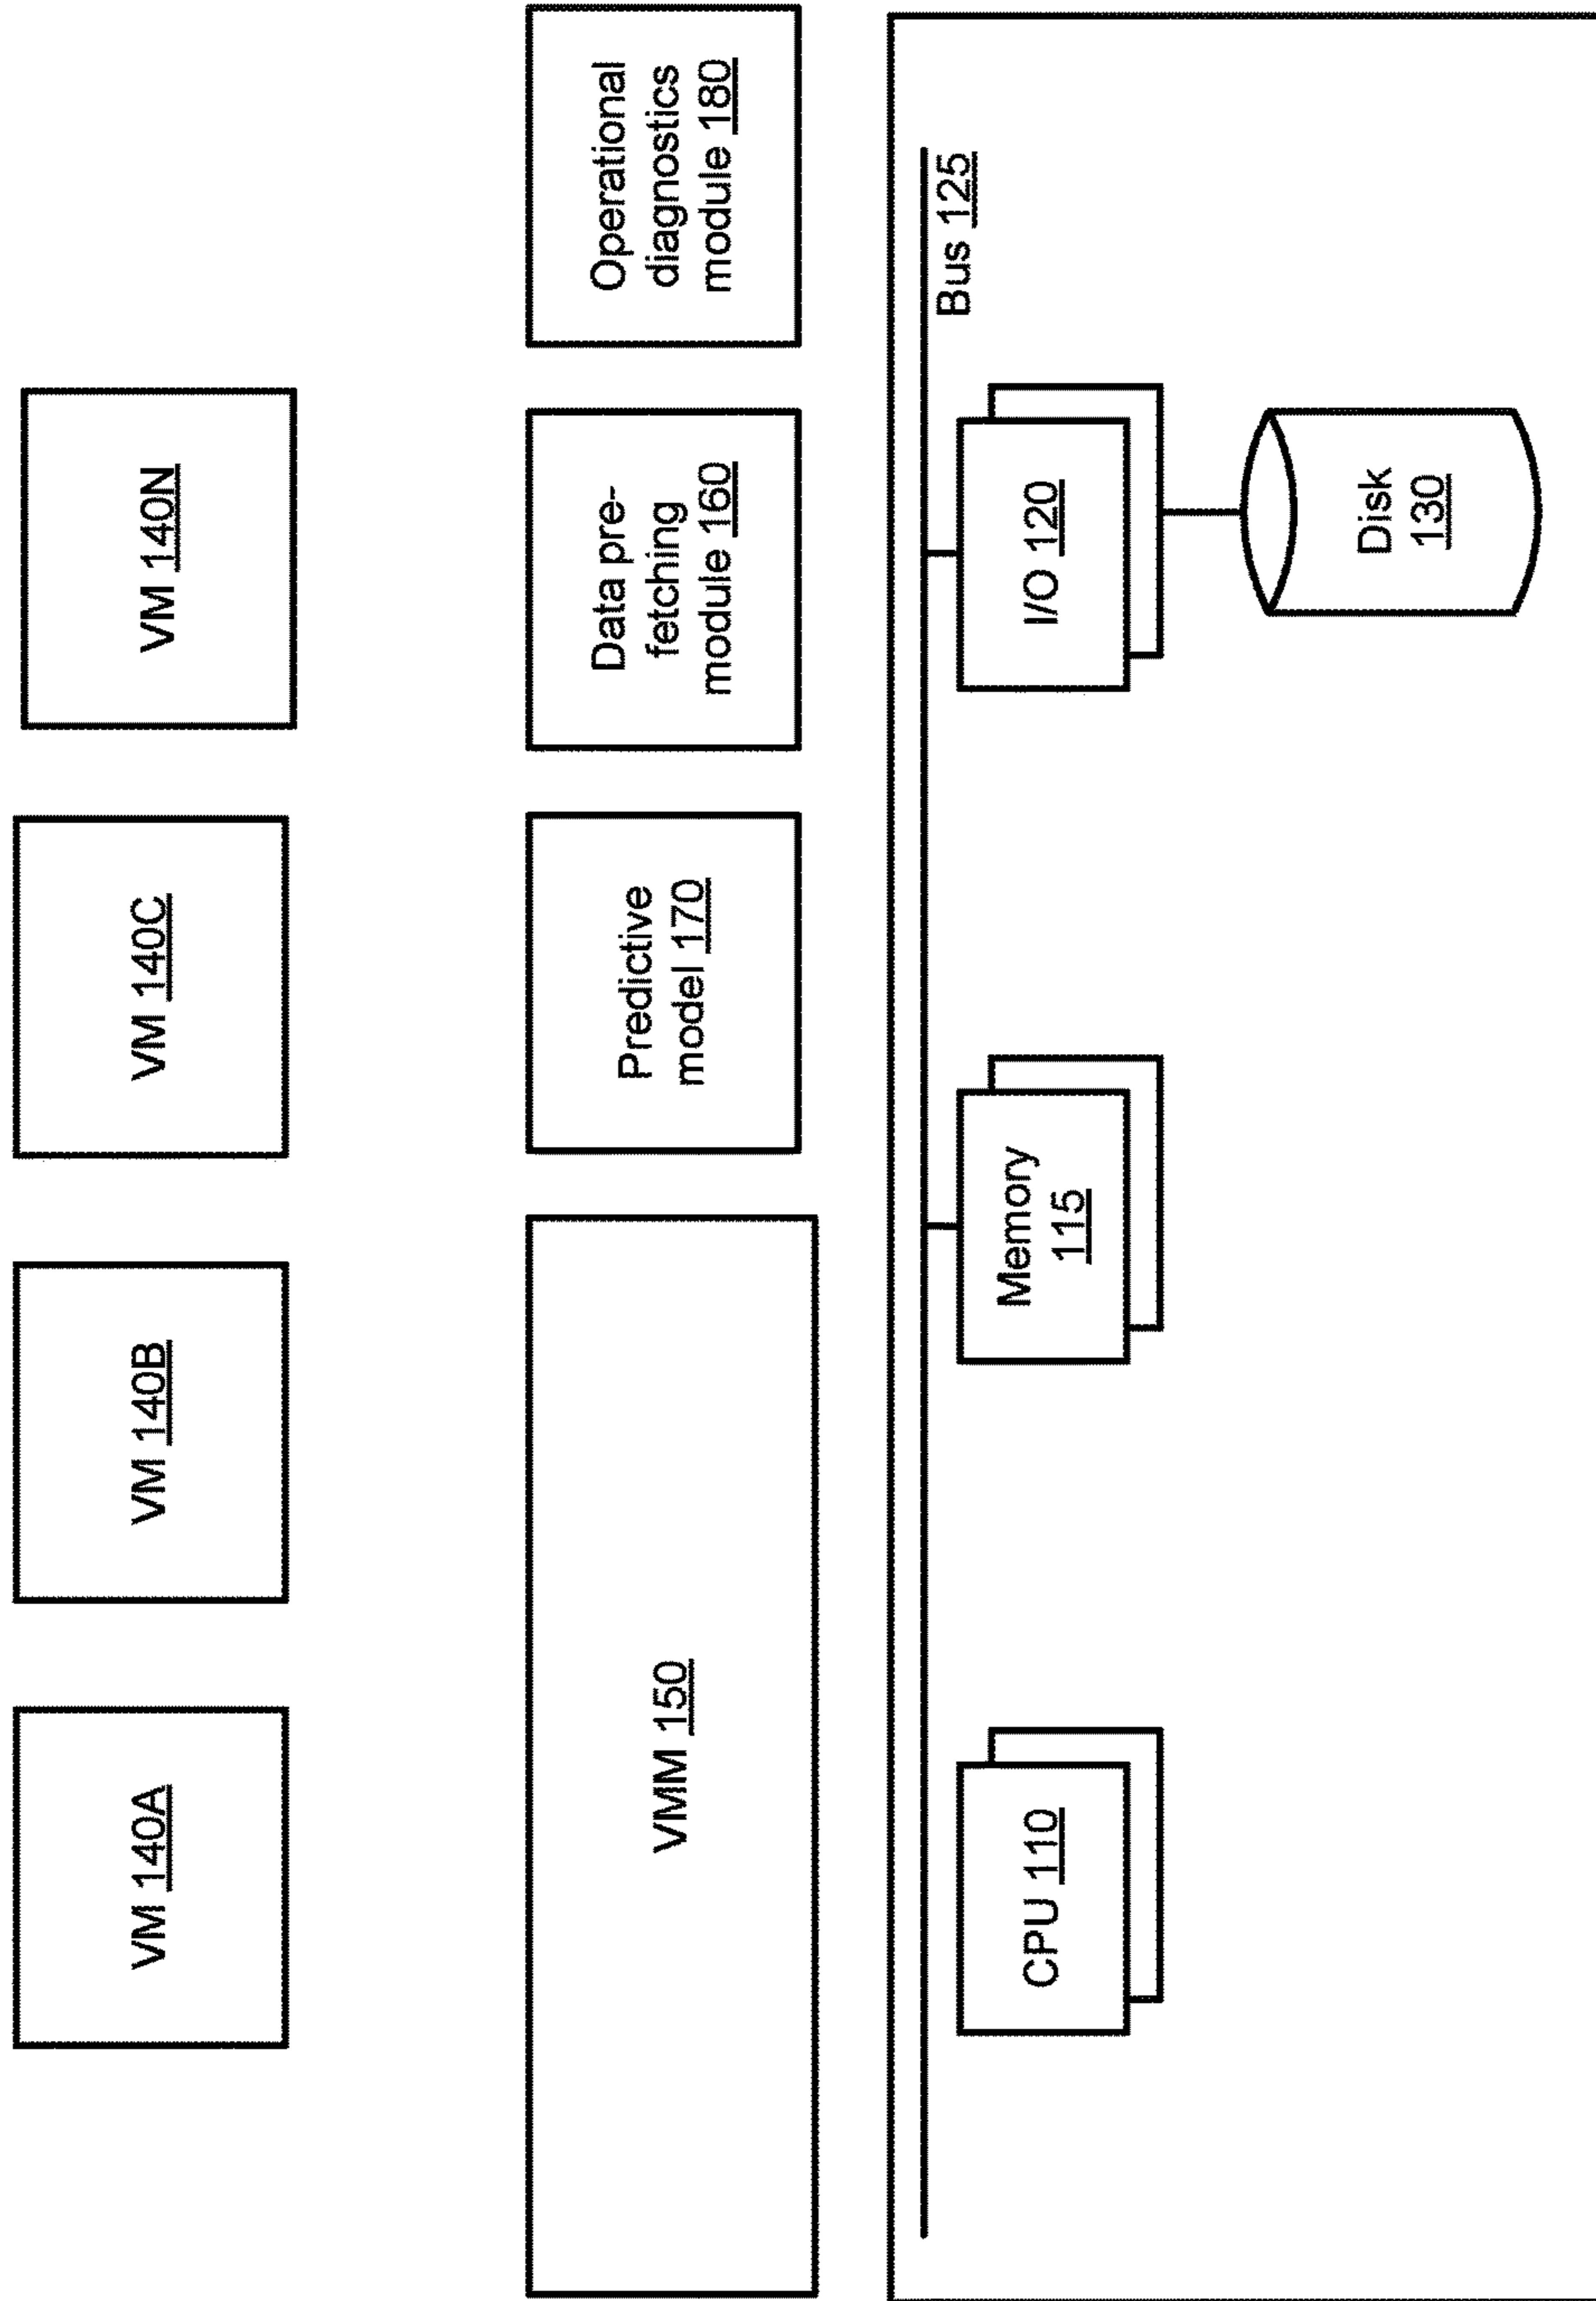 VM 140A
VM 140B
VM 140C
VM 140N
VMM 150
Predictive
model 170
Data pre-
fetching
module 160
Operational
diagnostics
module 180
Bus 125
CPU 110
Memory
115
I/O 120
Disk
130